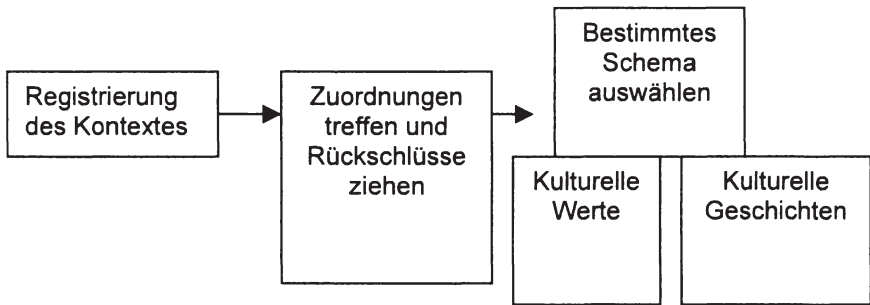 Registrierung
des Kontextes
Zuordnungen
treffen und
Rückschlüsse
ziehen
Bestimmtes
Schema
auswählen
Kulturelle
Werte
Kulturelle
Geschichten